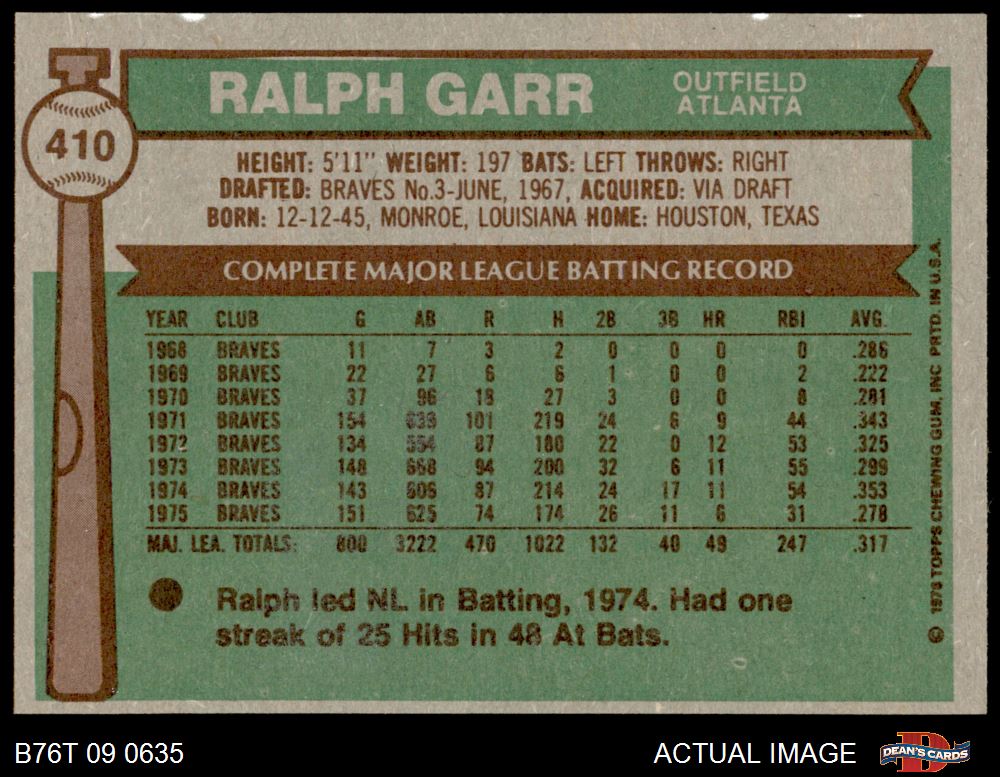 410
RALPH GARR
OUTFIELD
ATLANTA
HEIGHT: 5'11" WEIGHT: 197 BATS: LEFT THROWS: RIGHT
DRAFTED: BRAVES No.3-JUNE, 1967, ACQUIRED: VIA DRAFT
BORN: 12-12-45, MONROE, LOUISIANA HOME: HOUSTON, TEXAS
COMPLETE MAJOR LEAGUE BATTING RECORD
YEAR CLUB G AB R H 2B 3B HR RBI AVG.
1968 BRAVES 11 7 3 2 0 0 0 0 .286
1969 BRAVES 22 27 6 6 1 0 0 2 .222
1970 BRAVES 37 96 18 27 3 0 0 8 .281
1971 BRAVES 154 639 101 219 24 6 9 44 .343
1972 BRAVES 134 554 87 180 22 0 12 53 .325
1973 BRAVES 148 668 94 200 32 6 11 55 .299
1974 BRAVES 143 606 87 214 24 17 11 54 .353
1975 BRAVES 151 625 74 174 26 11 6 31 .278
MAJ. LEA. TOTALS: 800 3222 470 1022 132 40 49 247 .317
Ralph led NL in Batting, 1974. Had one
streak of 25 Hits in 48 At Bats.
© 1976 TOPPS CHEWING GUM, INC PRTD. IN U.S.A.
B76T 09 0635
ACTUAL IMAGE
D
DEAN'S CARDS